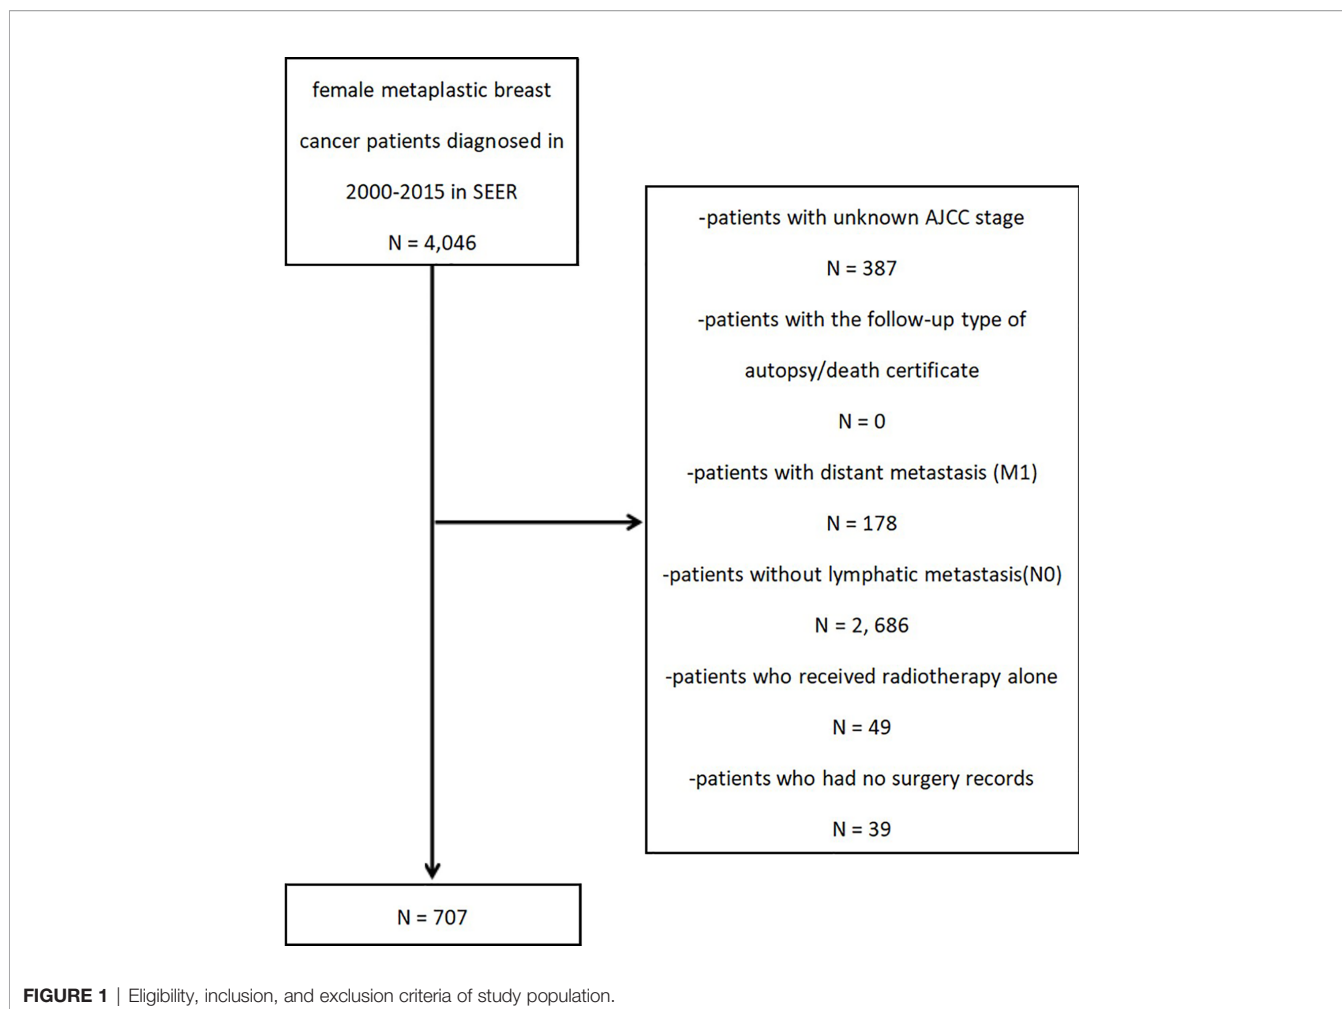 female metaplastic breast
cancer patients diagnosed in
2000-2015 in SEER
N = 4,046
-patients with unknown AJCC stage
N = 387
-patients with the follow-up type of
autopsy/death certificate
N = 0
-patients with distant metastasis (M1)
N = 178
-patients without lymphatic metastasis(N0)
N = 2, 686
-patients who received radiotherapy alone
N = 49
-patients who had no surgery records
N = 39
N = 707
FIGURE 1 | Eligibility, inclusion, and exclusion criteria of study population.